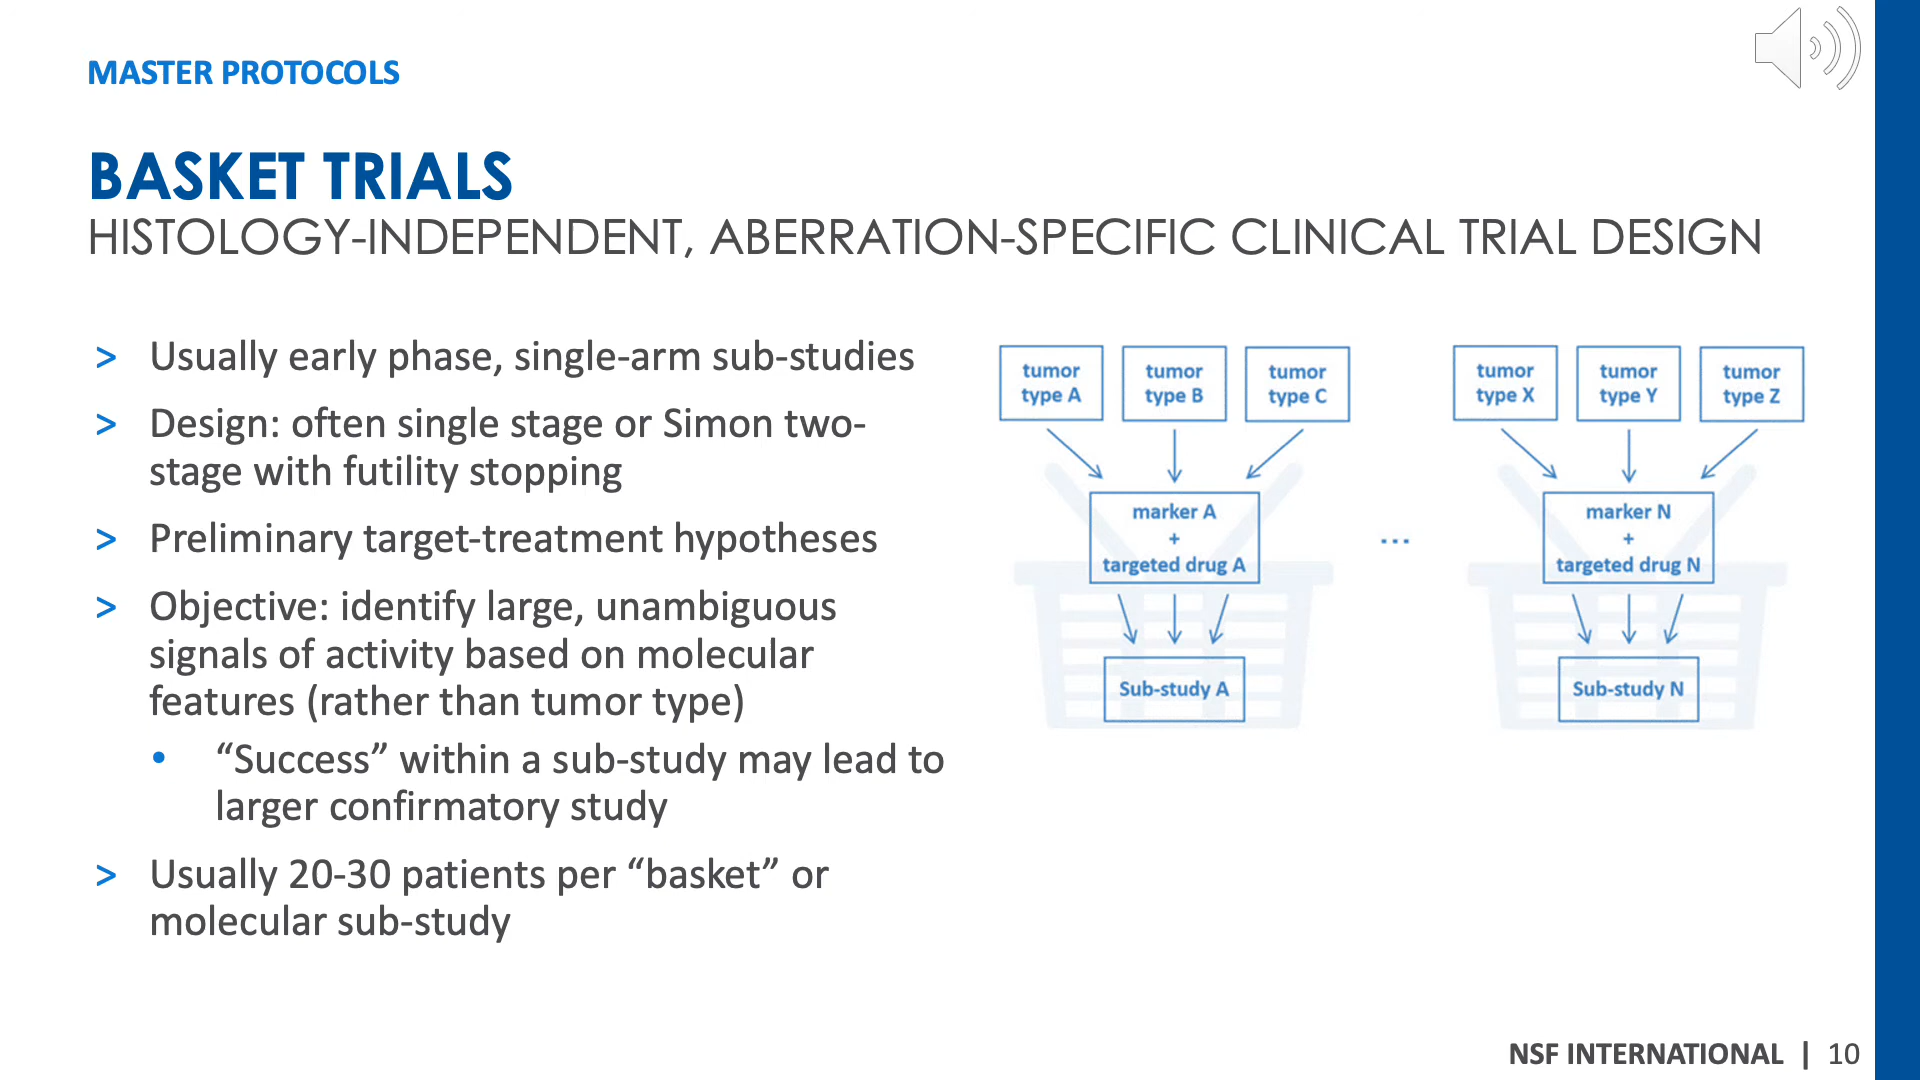 MASTER PROTOCOLS
BASKET TRIALS
HISTOLOGY-INDEPENDENT, ABERRATION-SPECIFIC CLINICAL TRIAL DESIGN
> Usually early phase, single-arm sub-studies
> Design: often single stage or Simon two-
stage with futility stopping
> Preliminary target-treatment hypotheses
> Objective: identify large, unambiguous
signals of activity based on molecular
features (rather than tumor type)
• “Success” within a sub-study may lead to
larger confirmatory study
> Usually 20-30 patients per “basket” or
molecular sub-study
tumor
type A
tumor
type B
tumor
type C
marker A
+
targeted drug A
Sub-study A
...
tumor
type X
tumor
type Y
tumor
type Z
marker N
+
targeted drug N
Sub-study N
NSF INTERNATIONAL | 10